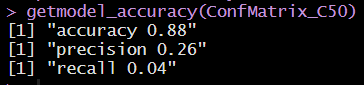 > getmodel_accuracy(ConfMatrix_C50)
[1] "accuracy 0.88"
[1] "precision 0.26"
[1] "recall 0.04"